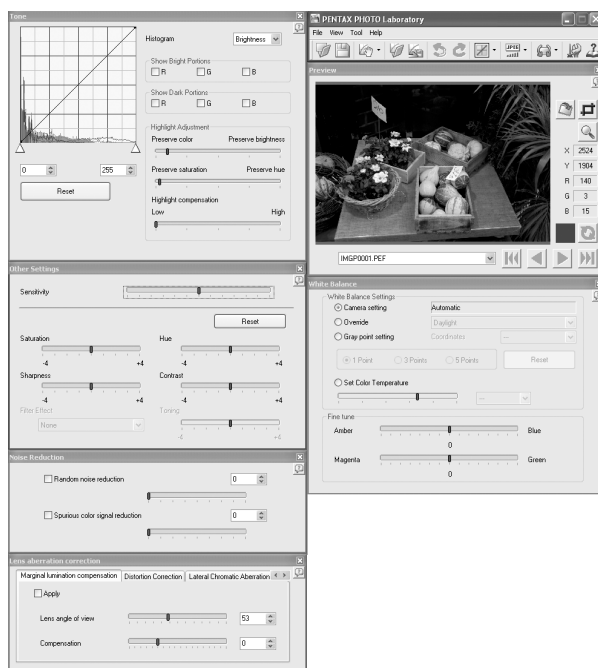 Tone
Histogram
Brightness
Show Bright Portions
R G B
Show Dark Portions
R G B
Highlight Adjustment
Preserve color Preserve brightness
Preserve saturation Preserve hue
Highlight compensation
Low High
0 255
Reset
Other Settings
Sensitivity
Reset
Saturation Hue
-4 +4 -4 +4
Sharpness Contrast
-4 +4 -4 +4
Filter Effect Toning
None
-4 +4
Noise Reduction
Random noise reduction 0
Spurious color signal reduction 0
Lens aberration correction
Marginal lumination compensation Distortion Correction Lateral Chromatic Aberration
Apply
Lens angle of view 53
Compensation 0
PENTAX PHOTO Laboratory
File View Tool Help
JPEG
Preview
X 2524
Y 1904
R 140
G 3
B 15
IMGP0001.PEF
White Balance
White Balance Settings
Camera setting Automatic
Override Daylight
Gray point setting Coordinates ---
1 Point 3 Points 5 Points Reset
Set Color Temperature
---
Fine tune
Amber Blue
0
Magenta Green
0